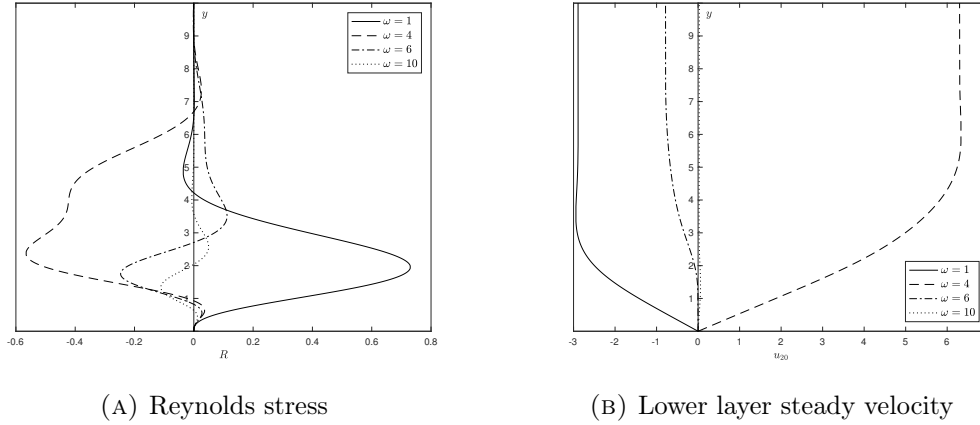 y
ω = 1
ω = 4
ω = 6
ω = 10
9
8
7
6
5
4
3
2
1
-0.6 -0.4 -0.2 0 0.2 0.4 0.6 0.8
R
y
9
8
7
6
5
4
3
2
1
ω = 1
ω = 4
ω = 6
ω = 10
-3 -2 -1 0 1 2 3 4 5 6
u₂₀
(A) Reynolds stress
(B) Lower layer steady velocity